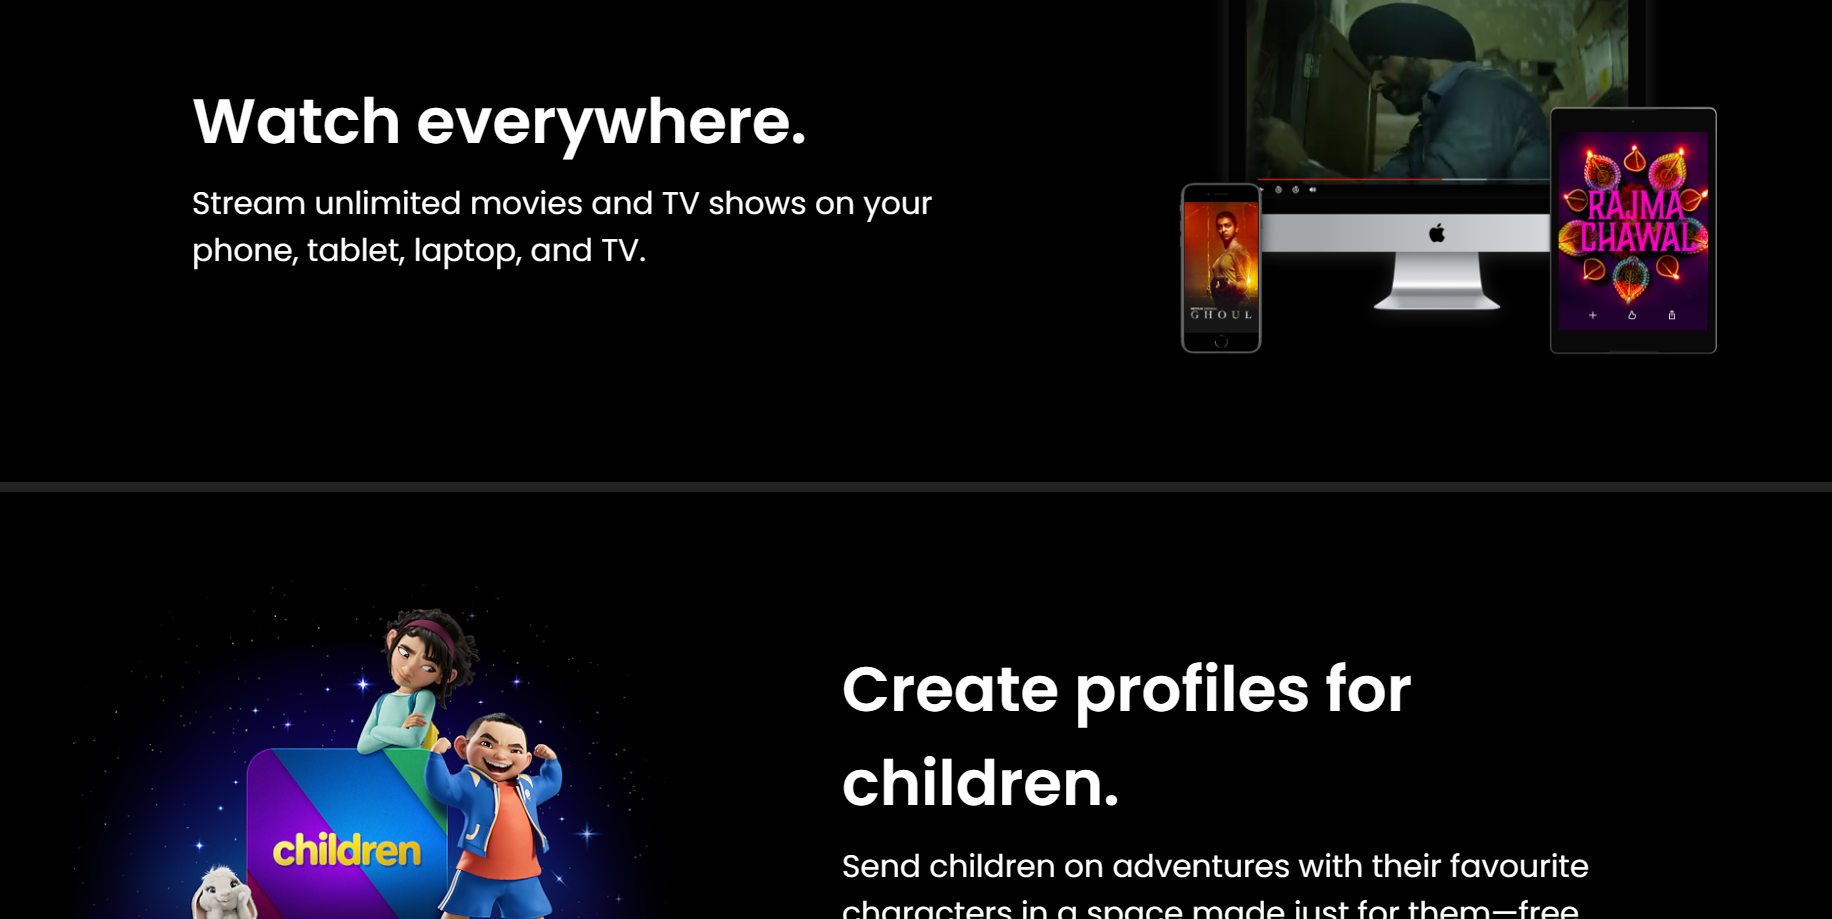 Watch everywhere.
Stream unlimited movies and TV shows on your
phone, tablet, laptop, and TV.
GHOUL
RAJMA
CHAWAL
Create profiles for
children.
children
Send children on adventures with their favourite
characters in a space made just for them—free